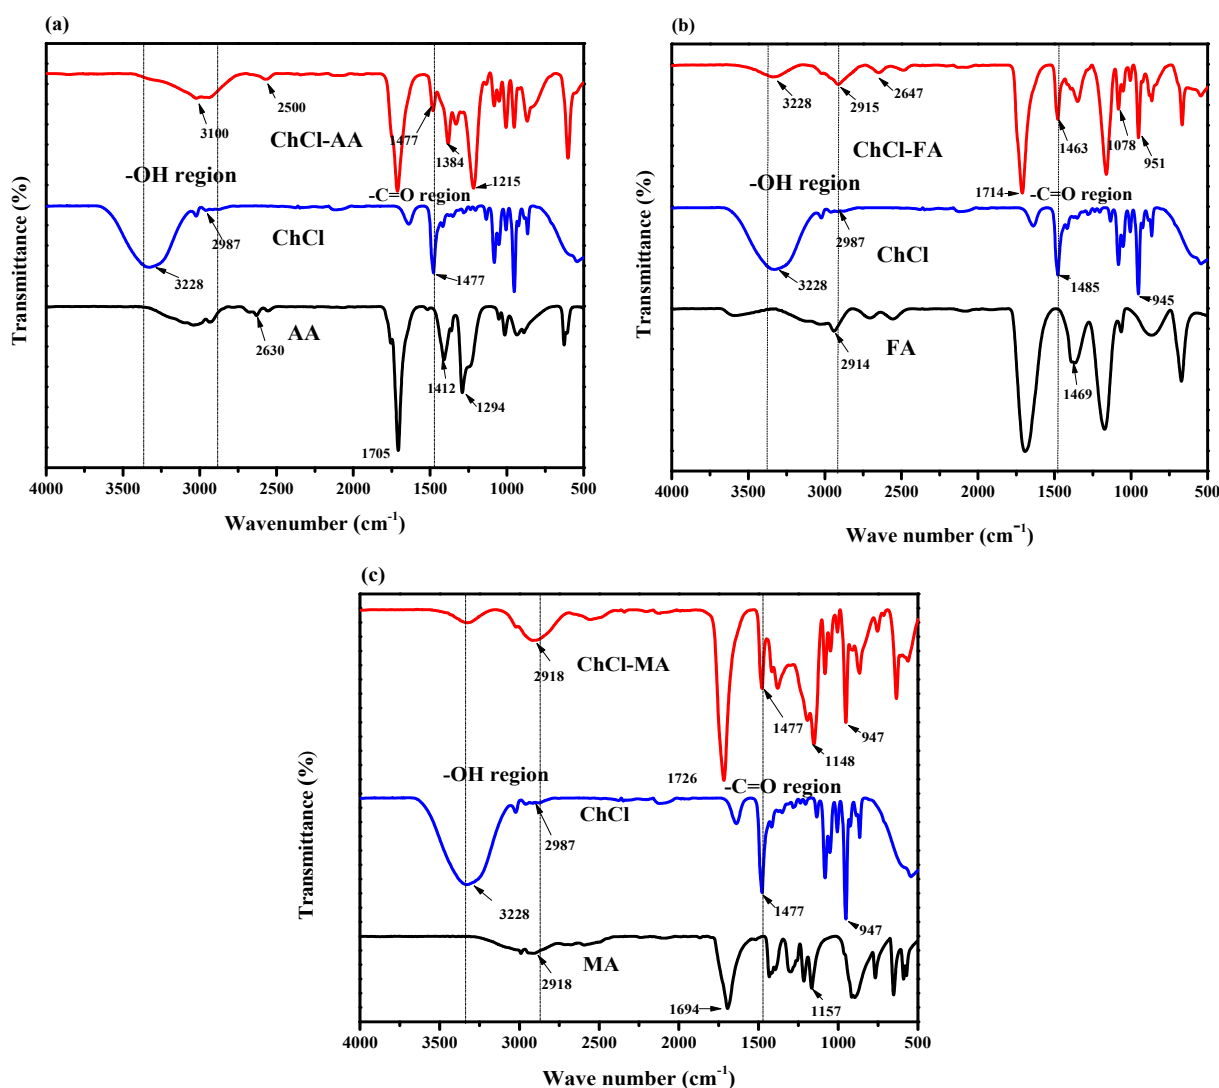 (a)
3100
2500
ChCl-AA
1477
1384
1215
-OH region
-C=O region
2987
ChCl
3228
1477
AA
2630
1412
1294
1705
4000 3500 3000 2500 2000 1500 1000 500
Wavenumber (cm-1)
Transmittance (%)
(b)
3228
2915
2647
ChCl-FA
1463
1078
951
-OH region
1714
-C=O region
2987
ChCl
3228
1485
945
FA
2914
1469
4000 3500 3000 2500 2000 1500 1000 500
Wave number (cm-1)
Transmittance (%)
(c)
2918
ChCl-MA
1477
947
1148
-OH region
1726
-C=O region
ChCl
2987
3228
1477
947
MA
2918
1694
1157
4000 3500 3000 2500 2000 1500 1000 500
Wave number (cm-1)
Transmittance (%)